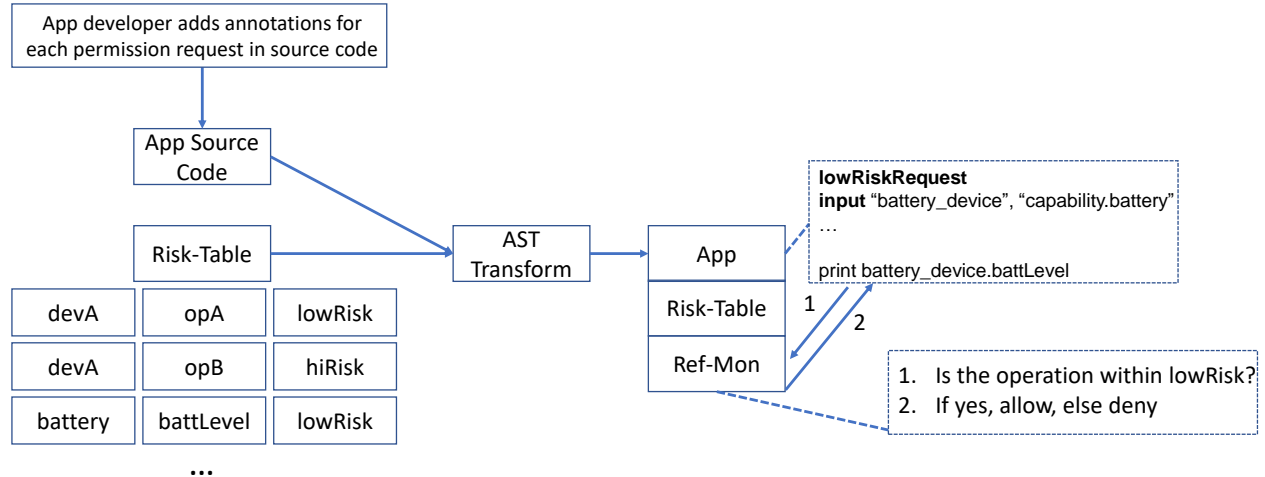 App developer adds annotations for
each permission request in source code
App Source
Code
Risk-Table
devA opA lowRisk
devA opB hiRisk
battery battLevel lowRisk
...
AST
Transform
App
Risk-Table
Ref-Mon
lowRiskRequest
input “battery_device”, “capability.battery”
…
print battery_device.battLevel
1
2
1. Is the operation within lowRisk?
2. If yes, allow, else deny